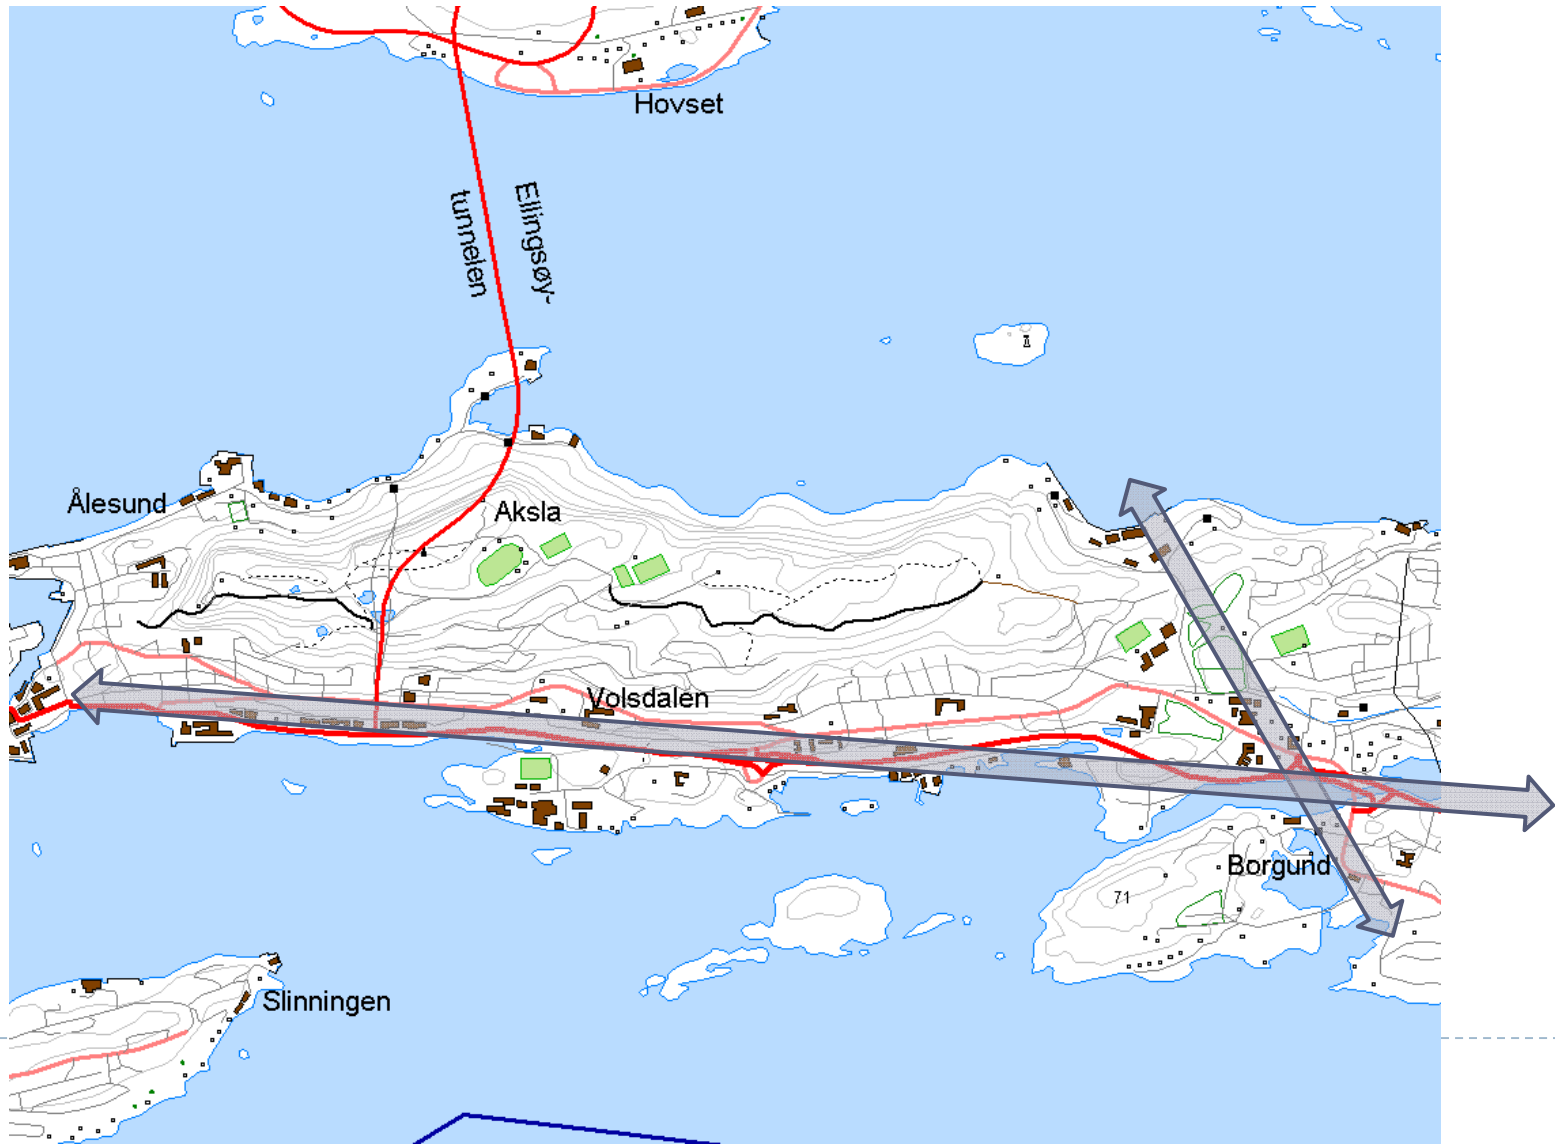 Hovset
Ellingsøy-
tunnelen
Ålesund
Aksla
Volsdalen
Borgund
71
Slinningen